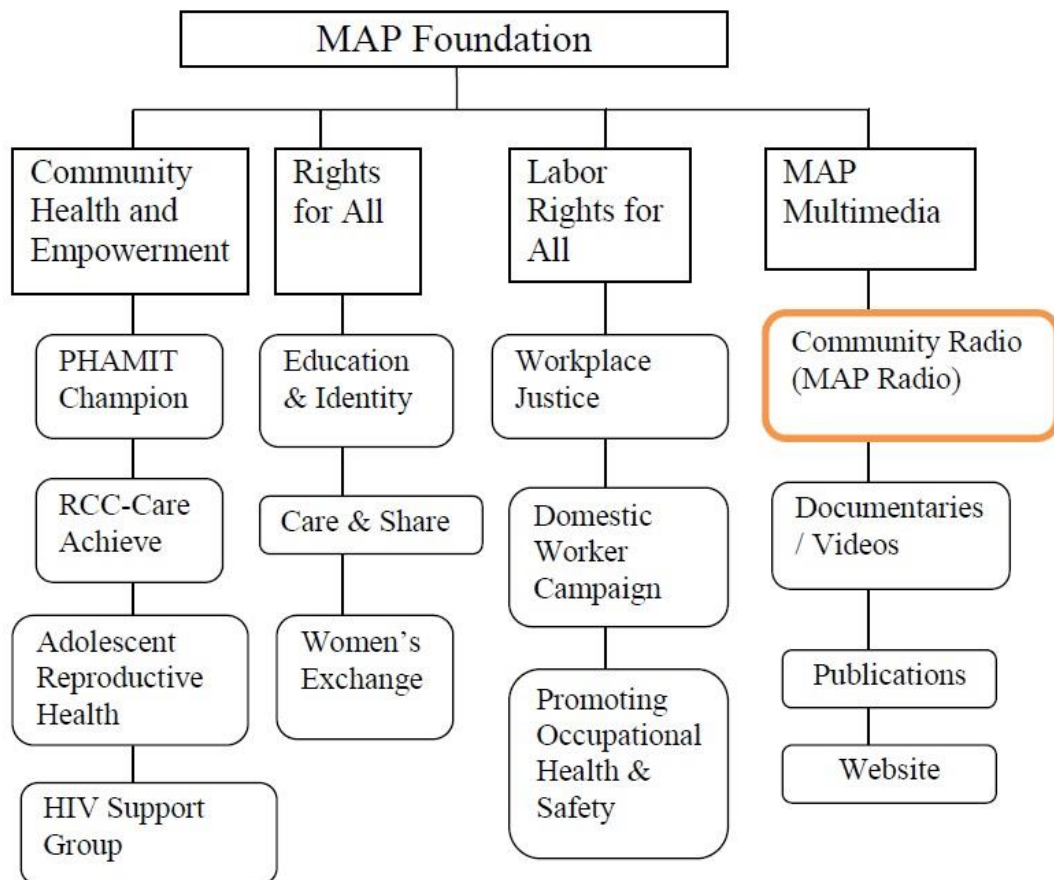 MAP Foundation
Community
Health and
Empowerment
Rights
for All
Labor
Rights for
All
MAP
Multimedia
PHAMIT
Champion
RCC-Care
Achieve
Adolescent
Reproductive
Health
HIV Support
Group
Education
& Identity
Care & Share
Women’s
Exchange
Workplace
Justice
Domestic
Worker
Campaign
Promoting
Occupational
Health &
Safety
Community Radio
(MAP Radio)
Documentaries
/ Videos
Publications
Website